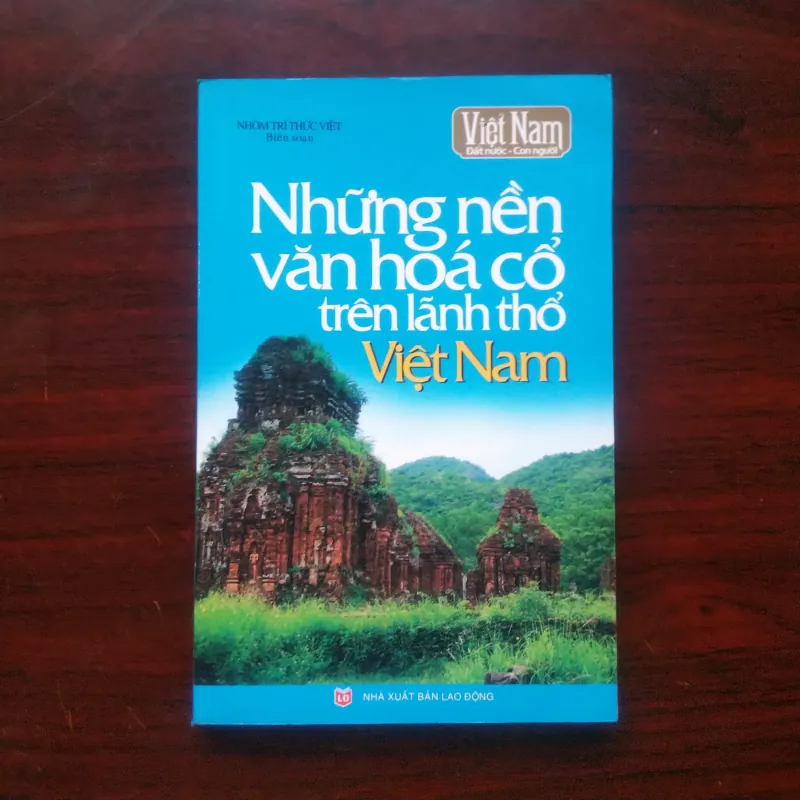 NHÓM TRÍ THỨC VIỆT
Biên soạn
Việt Nam
Đất nước - Con người
Những nền
văn hoá cổ
trên lãnh thổ
Việt Nam
LĐ
NHÀ XUẤT BẢN LAO ĐỘNG